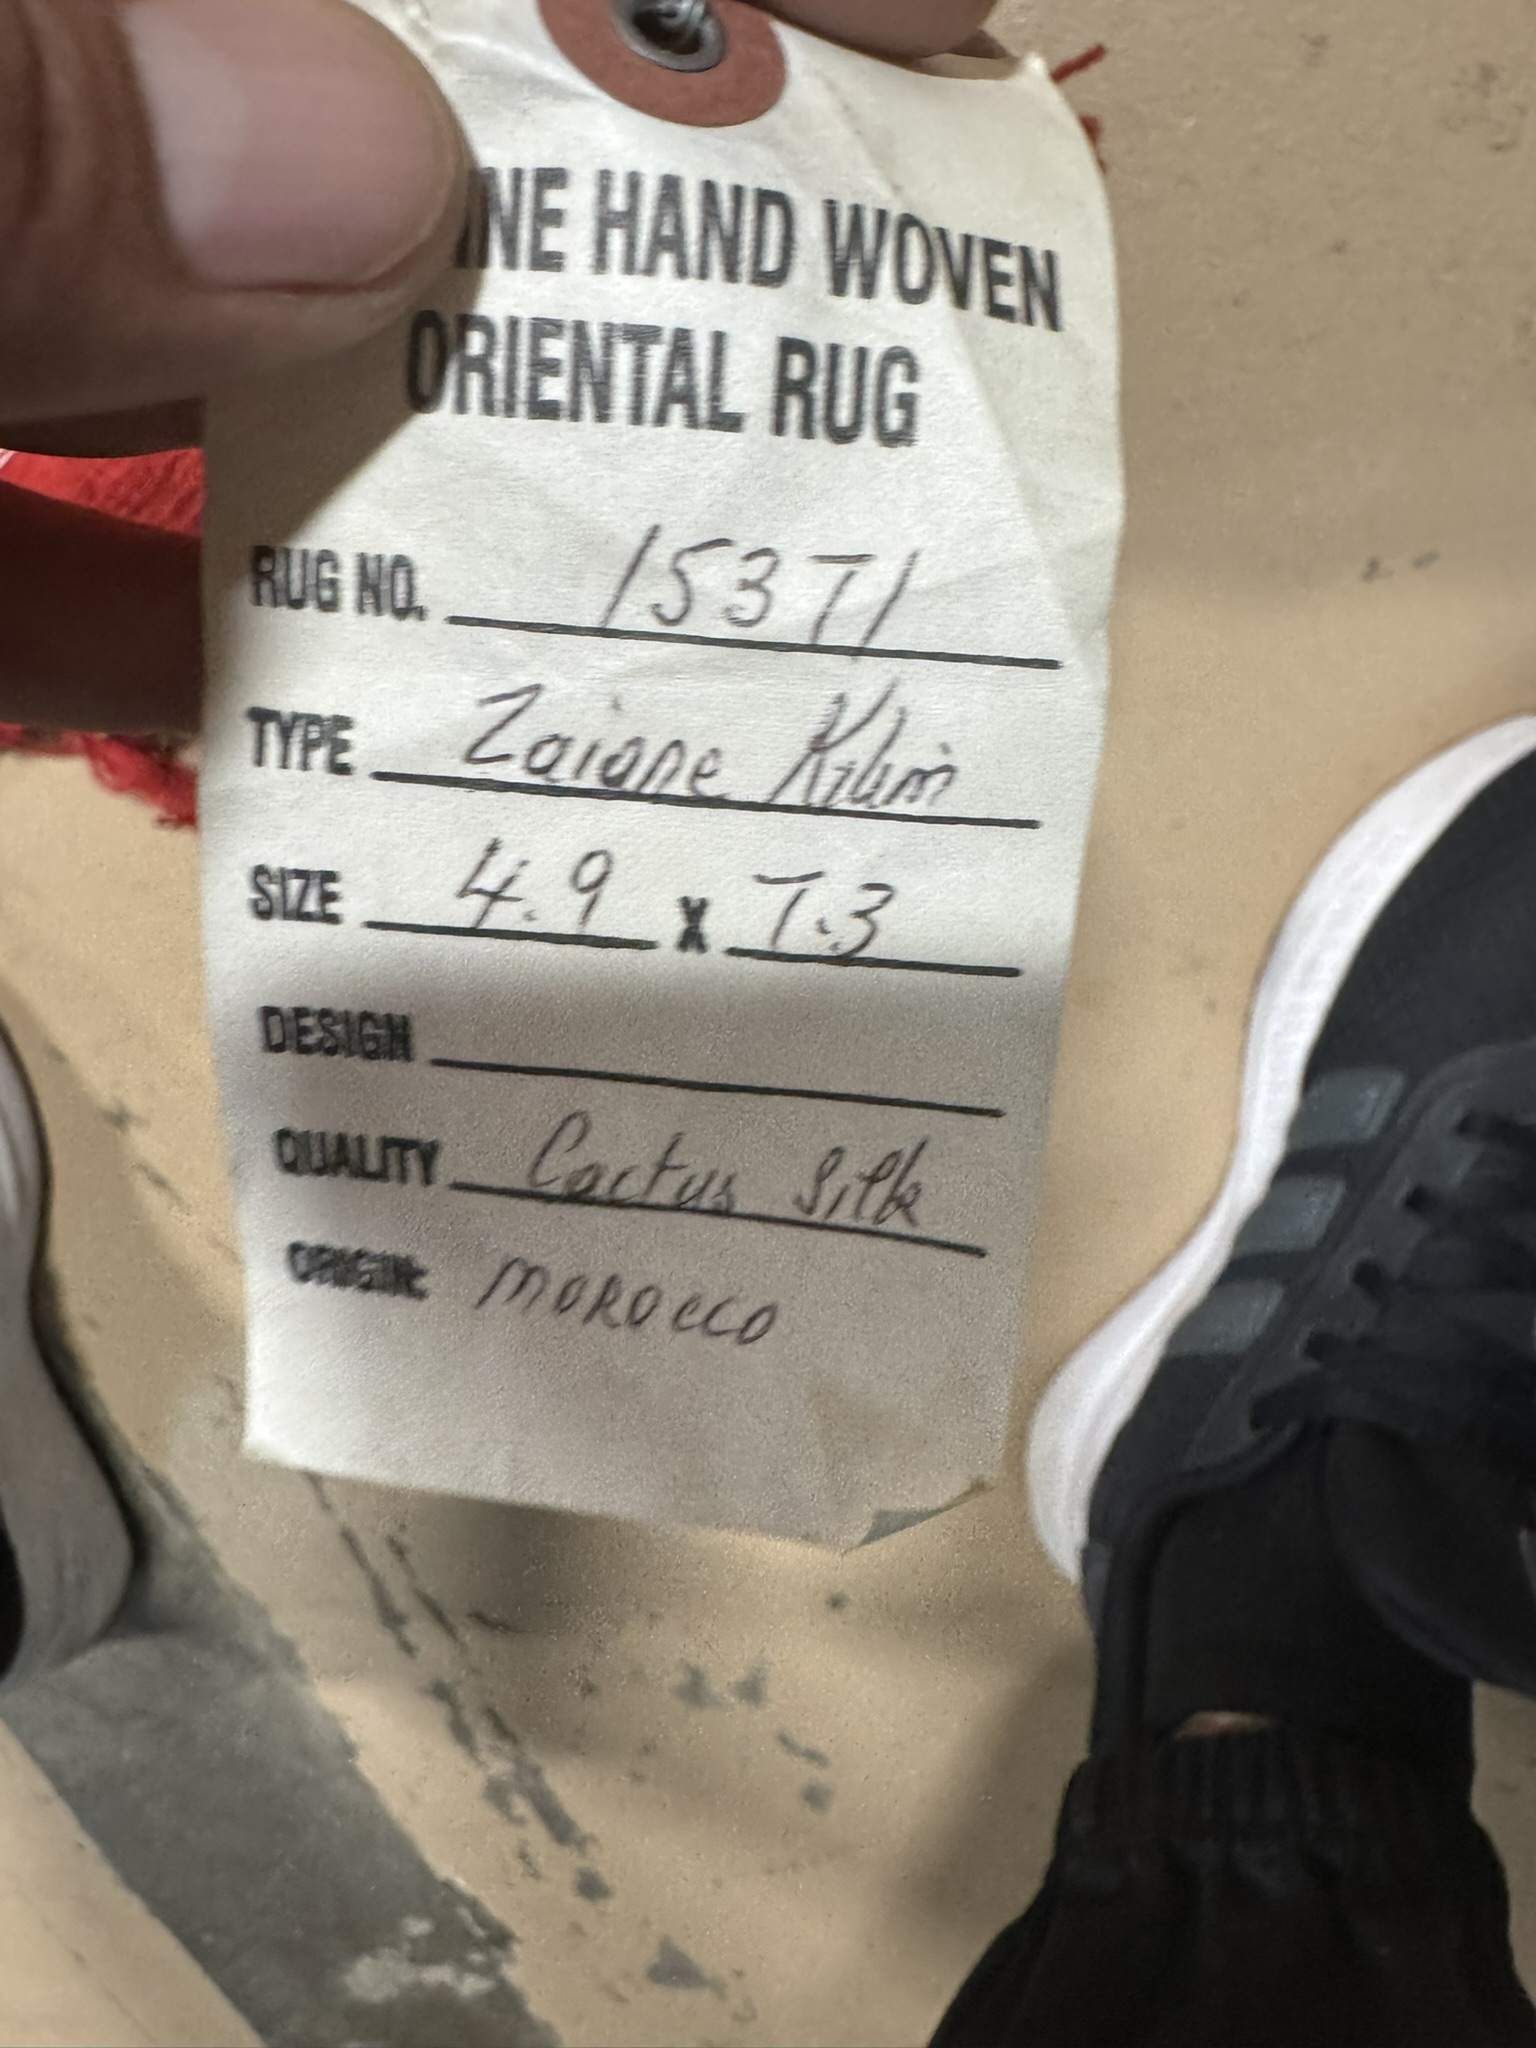 INE HAND WOVEN
ORIENTAL RUG
RUG NO. 15371
TYPE Zaiane Kilim
SIZE 4.9 X 7.3
DESIGN
QUALITY Cactus Silk
ORIGIN: MOROCCO